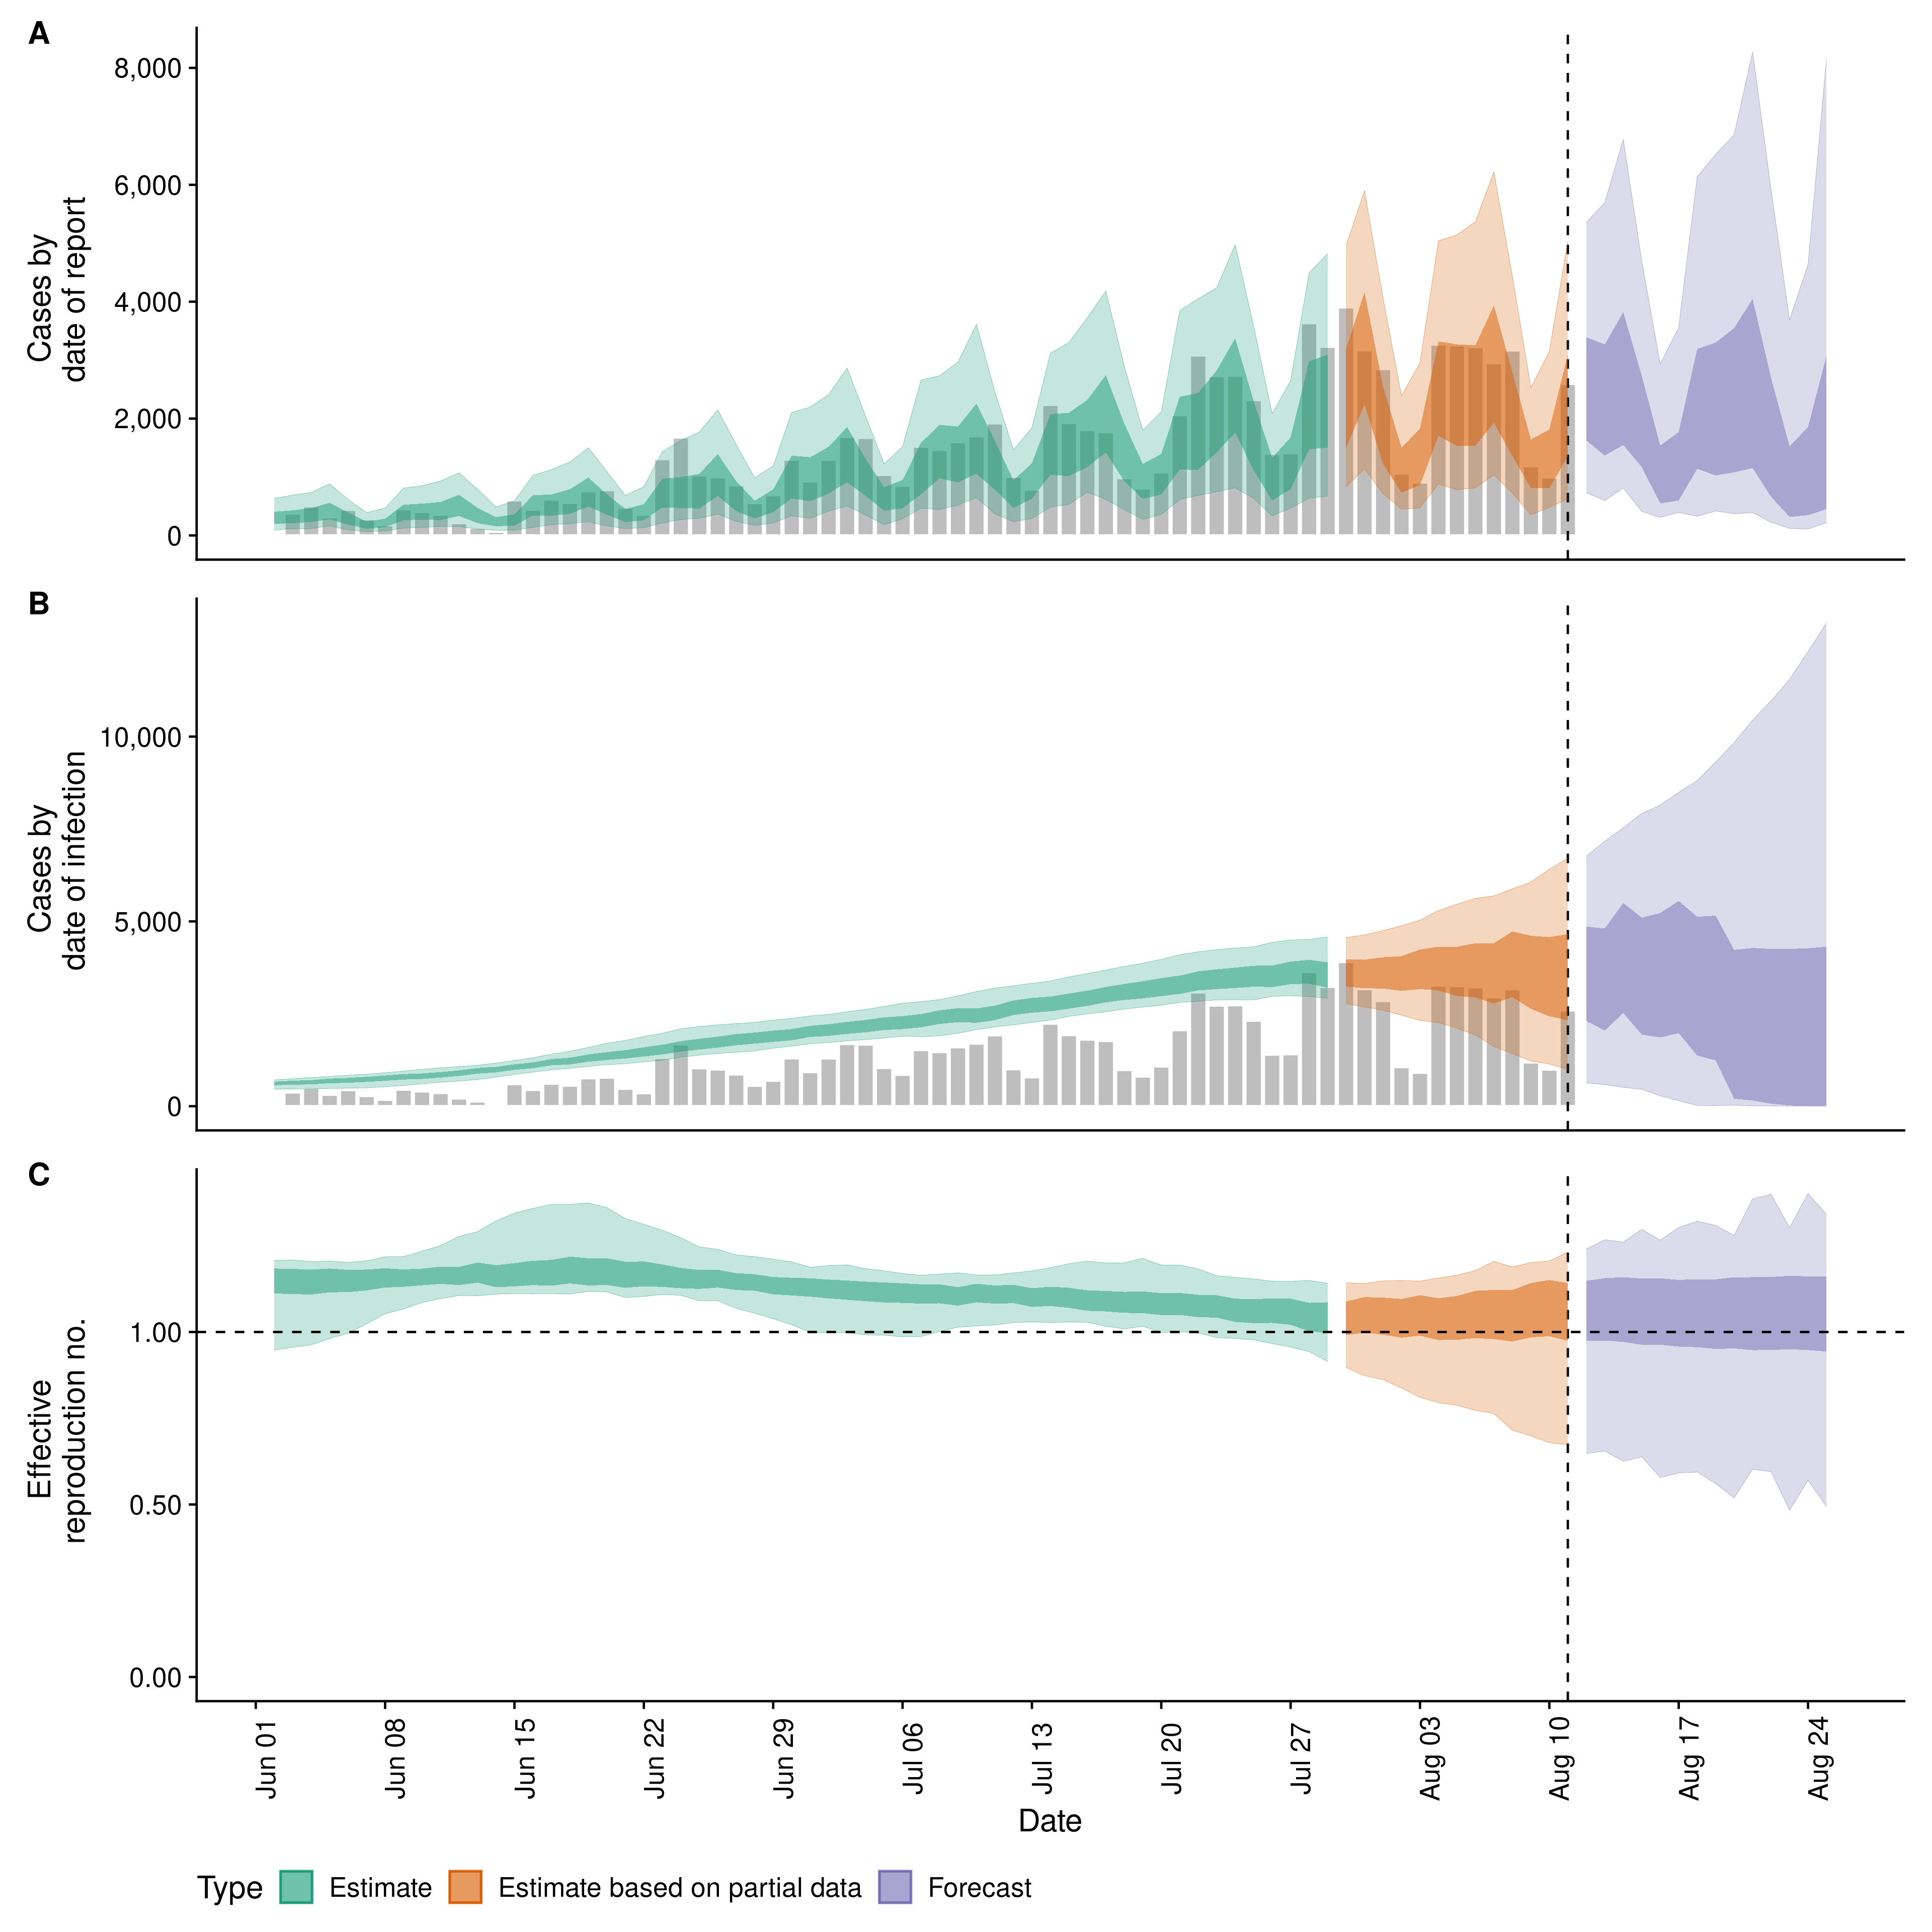 A
Cases by
date of report
8,000
6,000
4,000
2,000
0
B
Cases by
date of infection
10,000
5,000
0
C
Effective
reproduction no.
1.00
0.50
0.00
Jun 01
Jun 08
Jun 15
Jun 22
Jun 29
Jul 06
Jul 13
Jul 20
Jul 27
Aug 03
Aug 10
Aug 17
Aug 24
Date
Type Estimate Estimate based on partial data Forecast